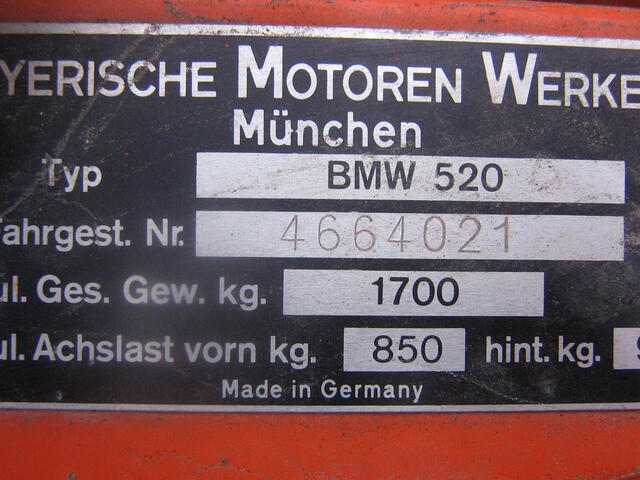 YERISCHE MOTOREN WERKE
München
Typ BMW 520
ahrgest. Nr. 4664021
ul. Ges. Gew. kg. 1700
ul. Achslast vorn kg. 850 hint. kg. 9
Made in Germany